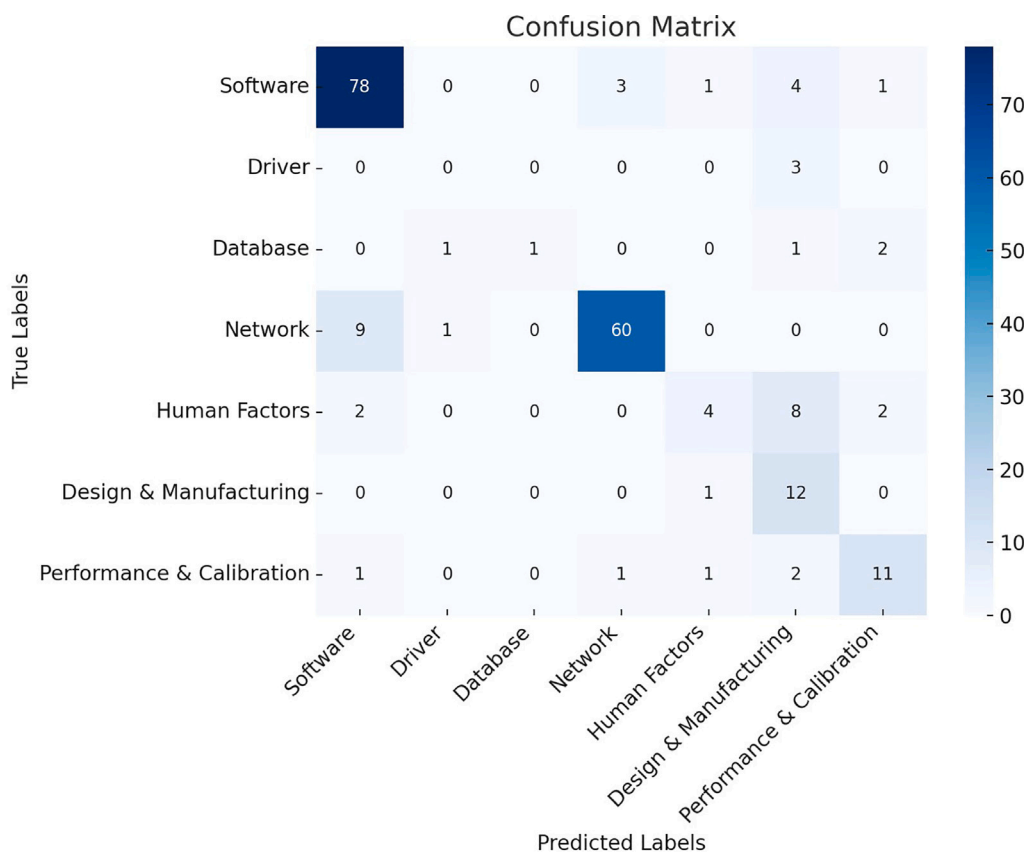 Confusion Matrix
Software 78 0 0 3 1 4 1
Driver 0 0 0 0 0 3 0
Database 0 1 1 0 0 1 2
Network 9 1 0 60 0 0 0
Human Factors 2 0 0 0 4 8 2
Design & Manufacturing 0 0 0 0 1 12 0
Performance & Calibration 1 0 0 1 1 2 11
True Labels
Software
Driver
Database
Network
Human Factors
Design & Manufacturing
Performance & Calibration
Predicted Labels
70
60
50
40
30
20
10
0